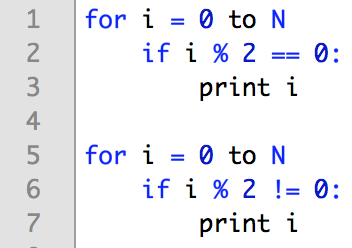 1 for i = 0 to N
2     if i % 2 == 0:
3         print i
4
5 for i = 0 to N
6     if i % 2 != 0:
7         print i